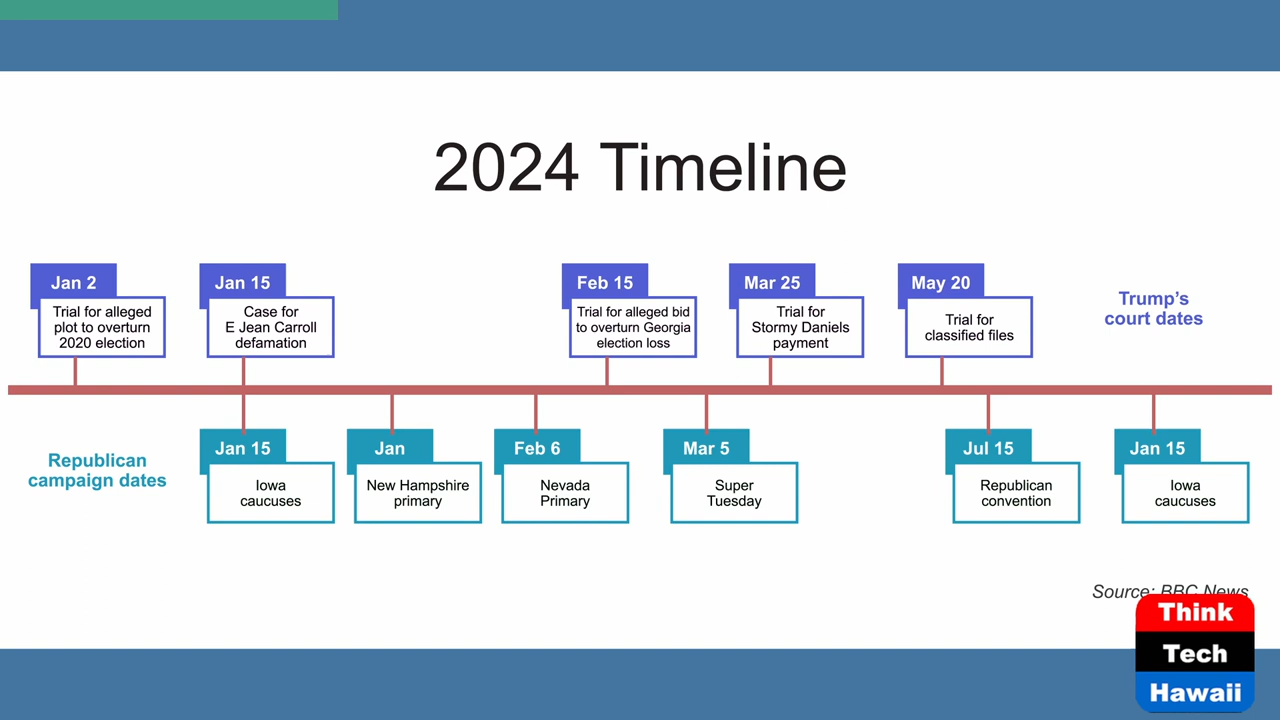 2024 Timeline
Jan 2
Trial for alleged
plot to overturn
2020 election
Jan 15
Case for
E Jean Carroll
defamation
Feb 15
Trial for alleged bid
to overturn Georgia
election loss
Mar 25
Trial for
Stormy Daniels
payment
May 20
Trial for
classified files
Trump’s
court dates
Republican
campaign dates
Jan 15
Iowa
caucuses
Jan
New Hampshire
primary
Feb 6
Nevada
Primary
Mar 5
Super
Tuesday
Jul 15
Republican
convention
Jan 15
Iowa
caucuses
Source: BBC News
Think
Tech
Hawaii